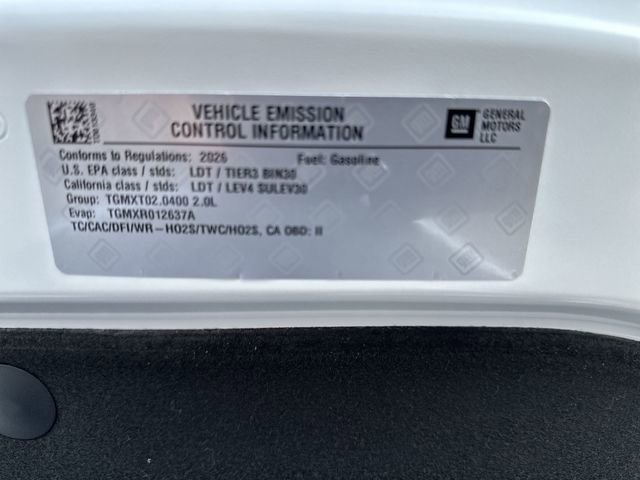 VEHICLE EMISSION
CONTROL INFORMATION
GM
GENERAL
MOTORS
LLC
Conforms to Regulations: 2026 Fuel: Gasoline
U.S. EPA class / stds: LDT / TIER3 BIN30
California class / stds: LDT / LEV4 SULEV30
Group: TGMXT02.0400 2.0L
Evap: TGMXR012637A
TC/CAC/DFI/WR-HO2S/TWC/HO2S, CA OBD: II